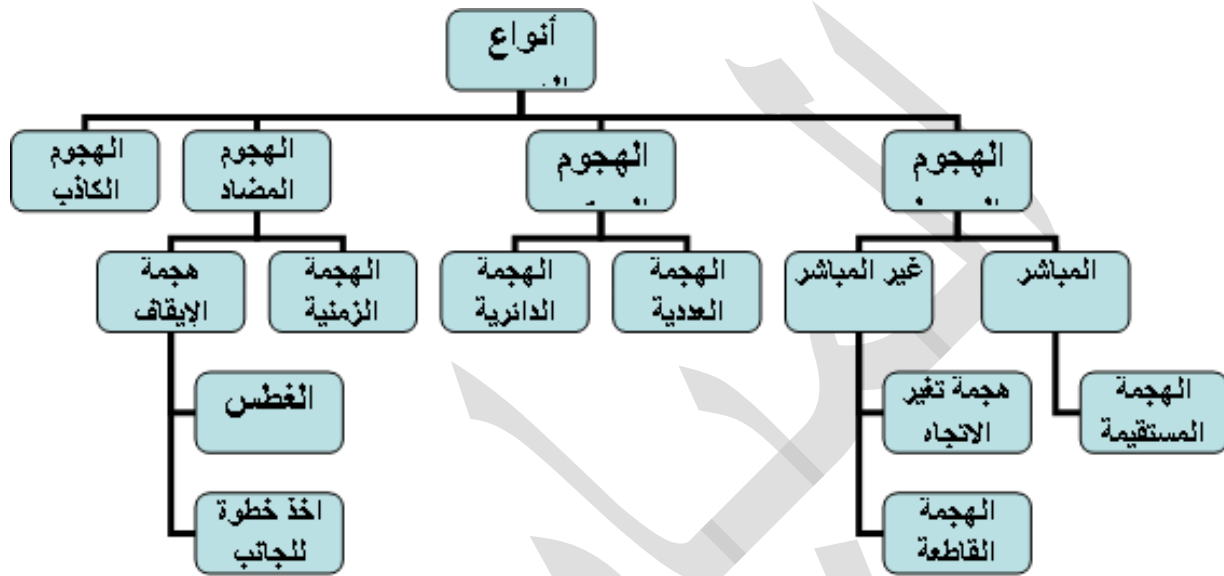 أنواع
الهجوم
الهجوم
الهجوم
المضاد
الهجوم
الكاذب
المباشر
غير المباشر
الهجمة
العددية
الهجمة
الدائرية
الهجمة
الزمنية
هجمة
الإيقاف
الهجمة
المستقيمة
هجمة تغير
الاتجاه
الغطس
الهجمة
القاطعة
اخذ خطوة
للجانب